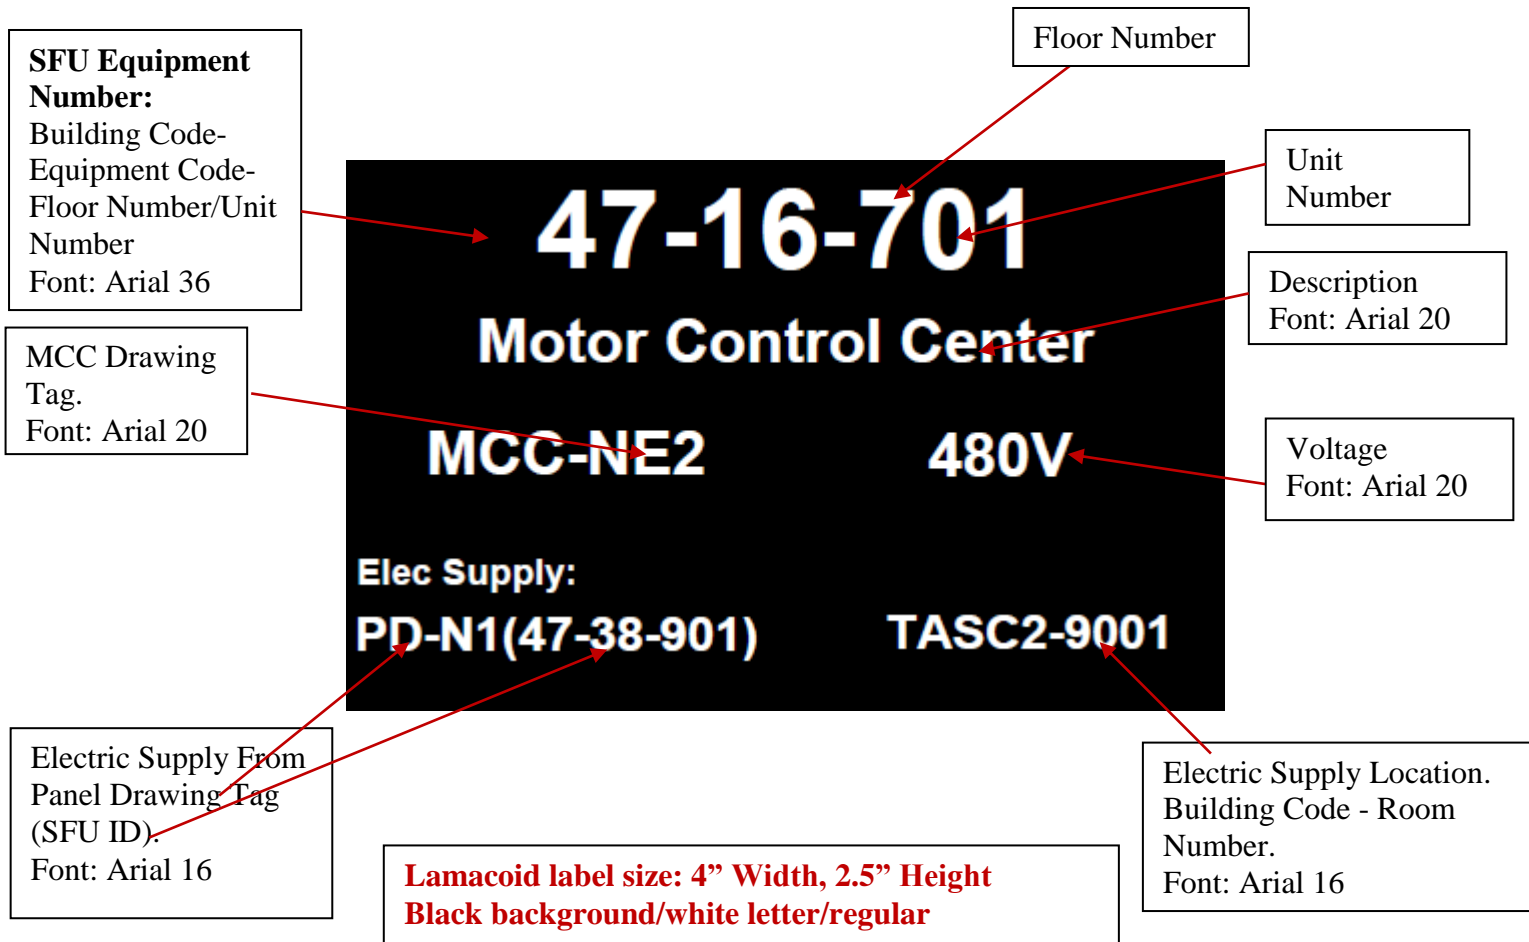 Floor Number
SFU Equipment
Number:
Building Code-
Equipment Code-
Floor Number/Unit
Number
Font: Arial 36
Unit
Number
47-16-701
Description
Font: Arial 20
Motor Control Center
MCC Drawing
Tag.
Font: Arial 20
MCC-NE2 480V
Voltage
Font: Arial 20
Elec Supply:
PD-N1(47-38-901) TASC2-9001
Electric Supply From
Panel Drawing Tag
(SFU ID).
Font: Arial 16
Electric Supply Location.
Building Code - Room
Number.
Font: Arial 16
Lamacoid label size: 4” Width, 2.5” Height
Black background/white letter/regular